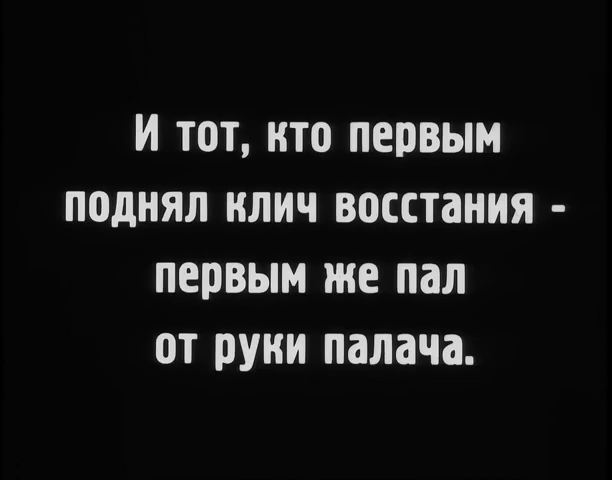 И тот, кто первым
поднял клич восстания -
первым же пал
от руки палача.